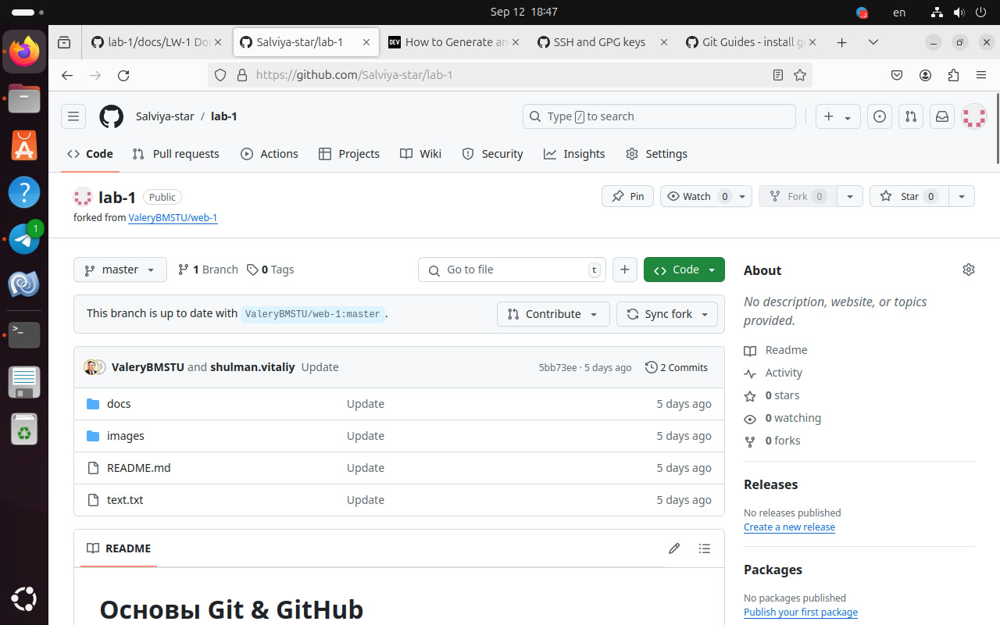 Sep 12 18:47
en
lab-1/docs/LW-1 Do
Salviya-star/lab-1
DEV How to Generate an
SSH and GPG keys
Git Guides - install gi
https://github.com/Salviya-star/lab-1
Salviya-star / lab-1
Type / to search
Code
Pull requests
Actions
Projects
Wiki
Security
Insights
Settings
lab-1 Public
Pin
Watch 0
Fork 0
Star 0
forked from ValeryBMSTU/web-1
master
1 Branch
0 Tags
Go to file t
Code
This branch is up to date with ValeryBMSTU/web-1:master .
Contribute
Sync fork
ValeryBMSTU and shulman.vitaliy Update
5bb73ee · 5 days ago
2 Commits
docs Update 5 days ago
images Update 5 days ago
README.md Update 5 days ago
text.txt Update 5 days ago
README
Основы Git & GitHub
About
No description, website, or topics
provided.
Readme
Activity
0 stars
0 watching
0 forks
Releases
No releases published
Create a new release
Packages
No packages published
Publish your first package
1